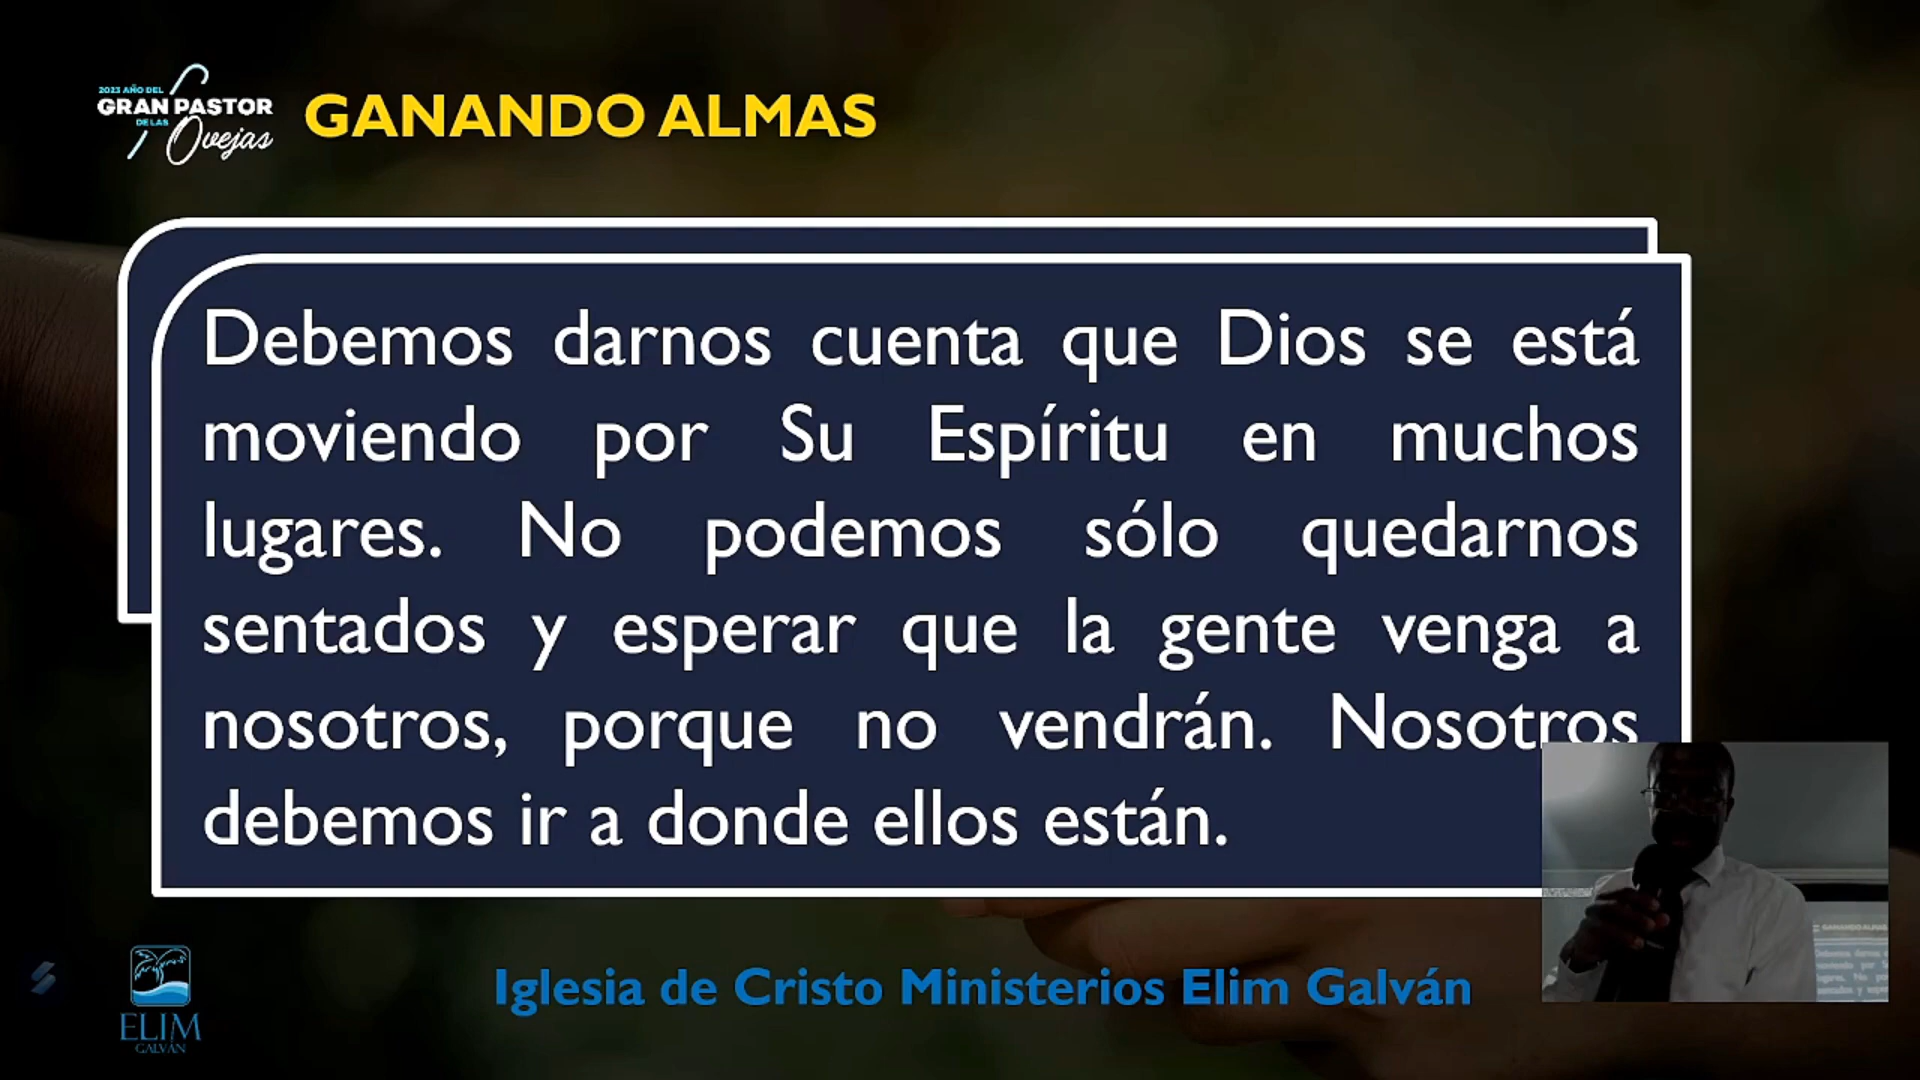 2023 AÑO DEL
GRAN PASTOR
DE LAS
Ovejas
GANANDO ALMAS
Debemos darnos cuenta que Dios se está
moviendo por Su Espíritu en muchos
lugares. No podemos sólo quedarnos
sentados y esperar que la gente venga a
nosotros, porque no vendrán. Nosotros
debemos ir a donde ellos están.
Iglesia de Cristo Ministerios Elim Galván
ELIM
GALVÁN
GANANDO ALMAS